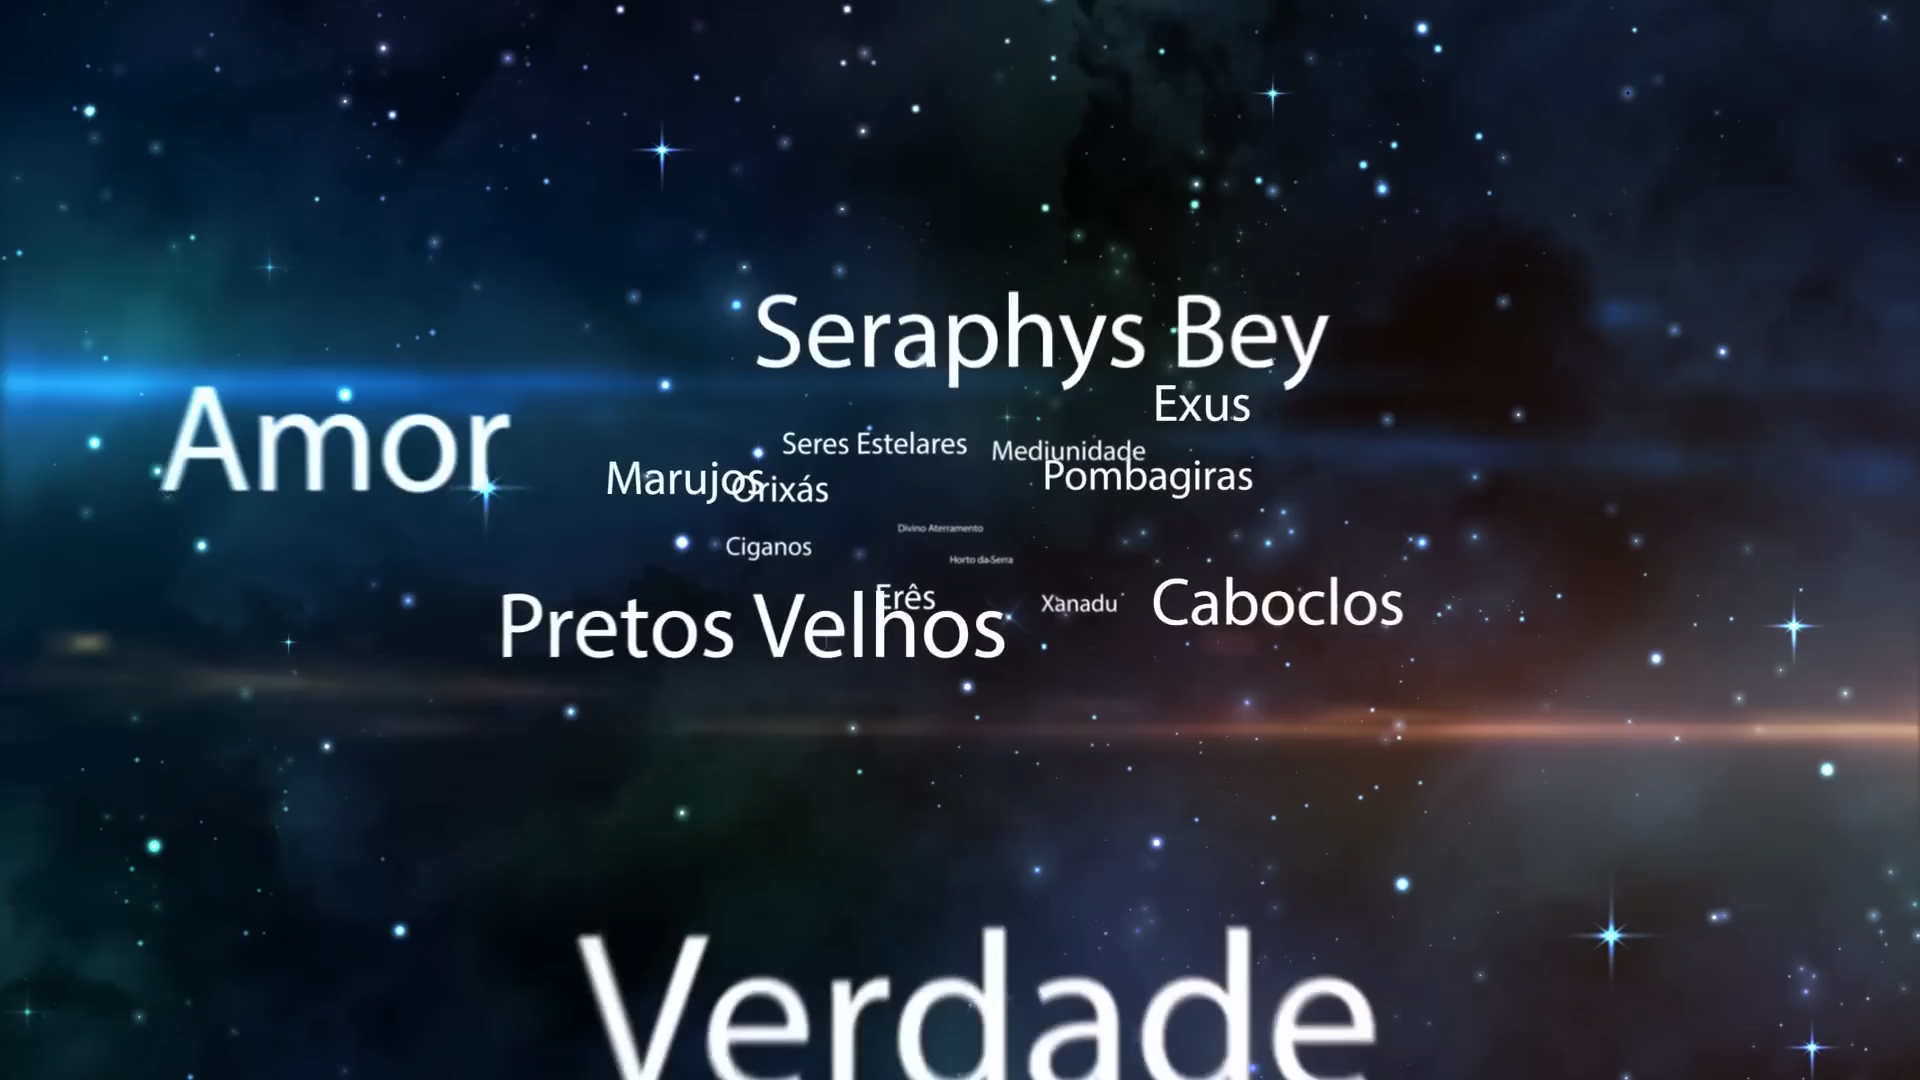 Seraphys Bey
Exus
Amor
Seres Estelares
Mediunidade
Marujos
Orixás
Pombagiras
Divino Aterramento
Ciganos
Horto da Serra
Erês
Xanadu
Caboclos
Pretos Velhos
Verdade